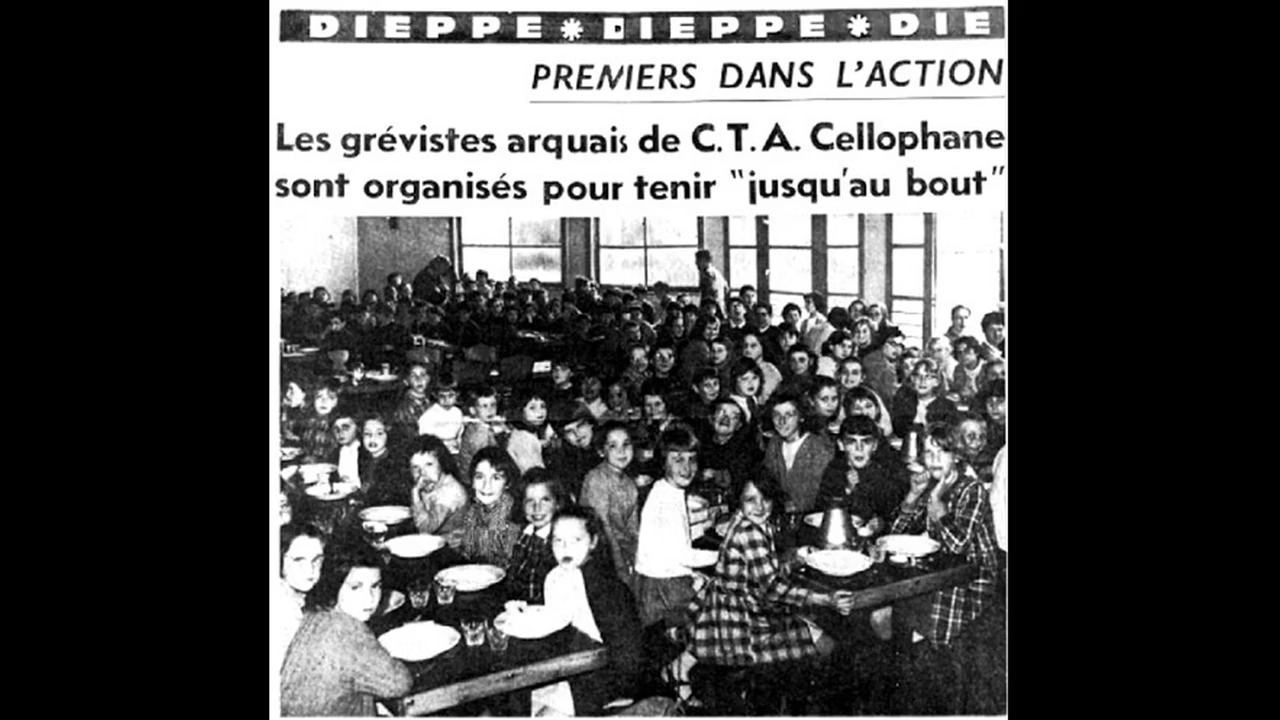 DIEPPE * DIEPPE * DIE
PREMIERS DANS L'ACTION
Les grévistes arquais de C.T.A. Cellophane
sont organisés pour tenir "jusqu'au bout"